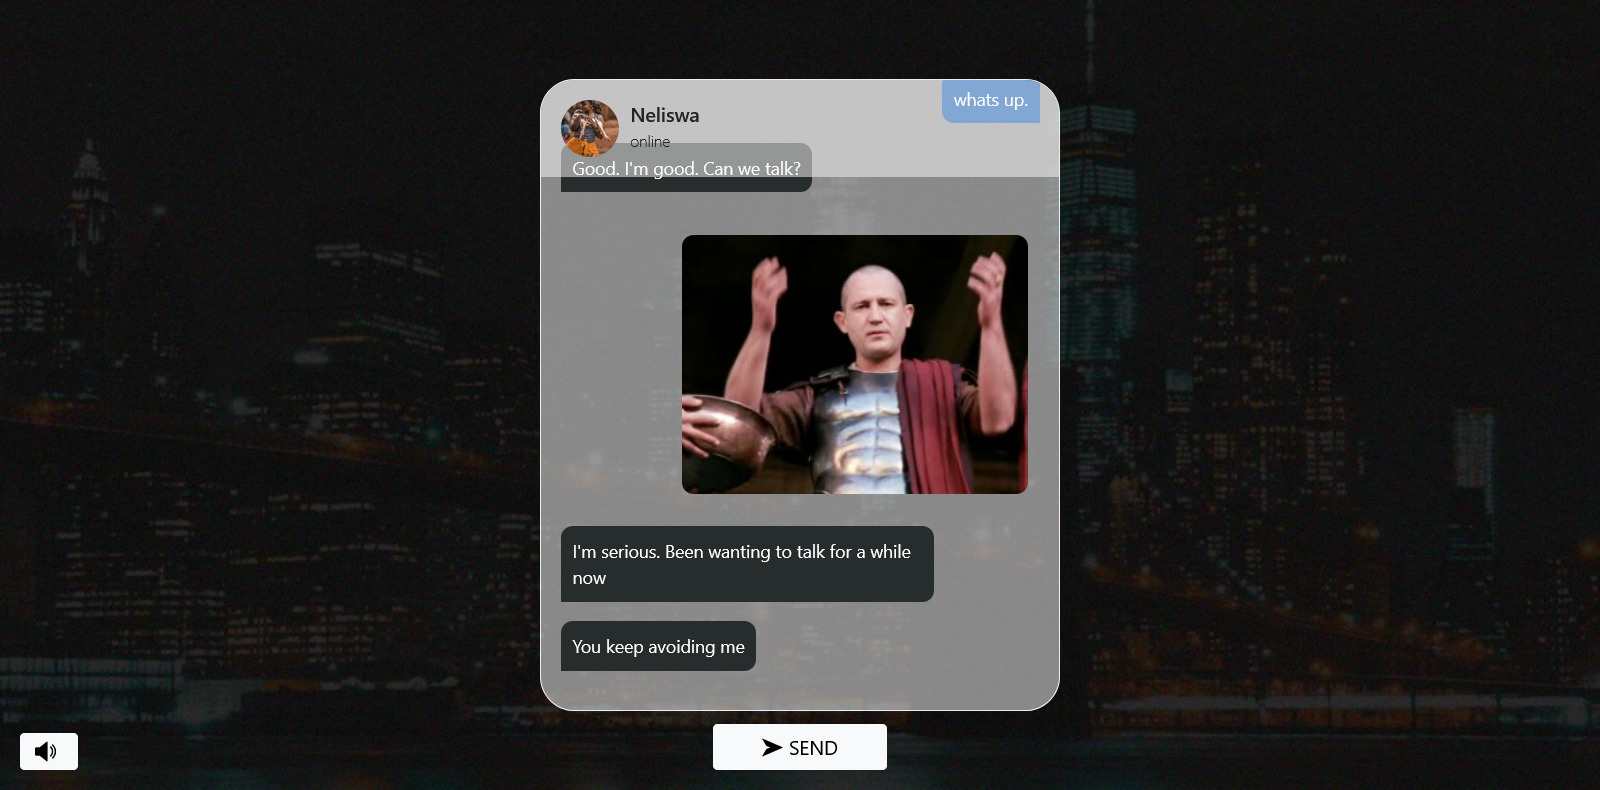 whats up.
Neliswa
online
Good. I'm good. Can we talk?
I'm serious. Been wanting to talk for a while
now
You keep avoiding me
SEND